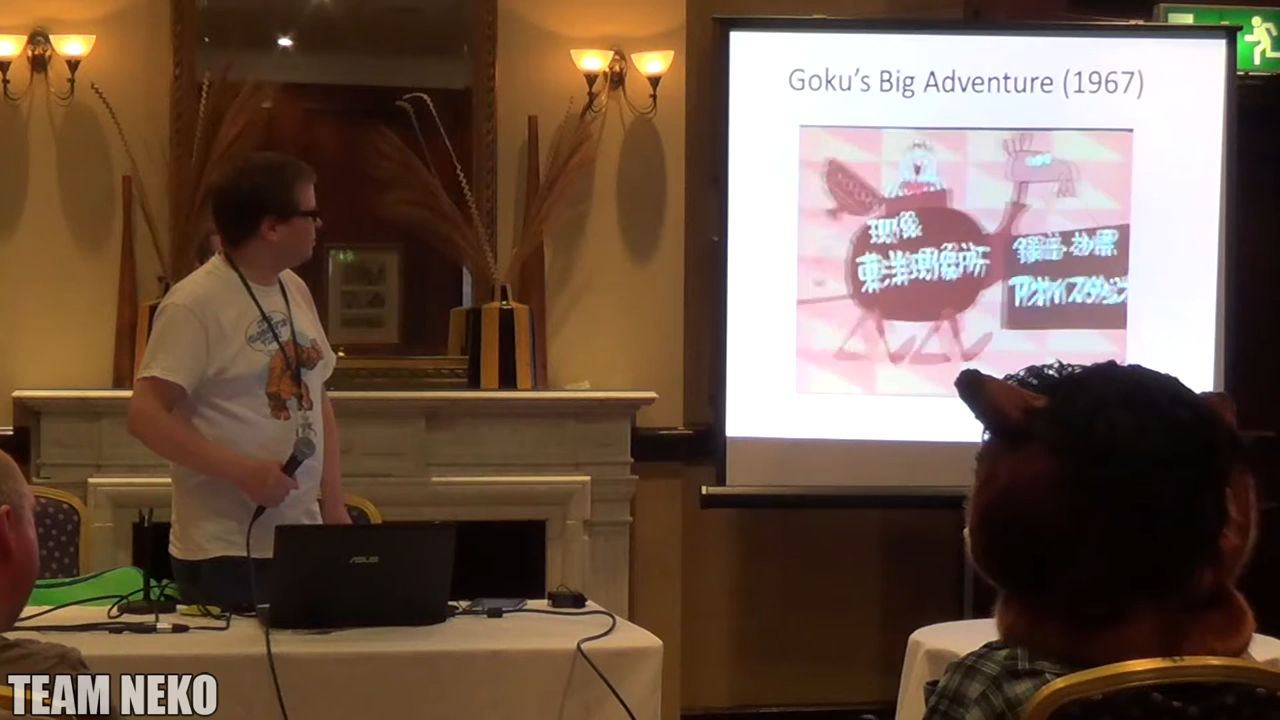 Goku's Big Adventure (1967)
現像
東洋現像所
録音・効果
アオイスタジオ
ASUS
TEAM NEKO